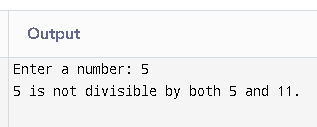 Output
Enter a number: 5
5 is not divisible by both 5 and 11.